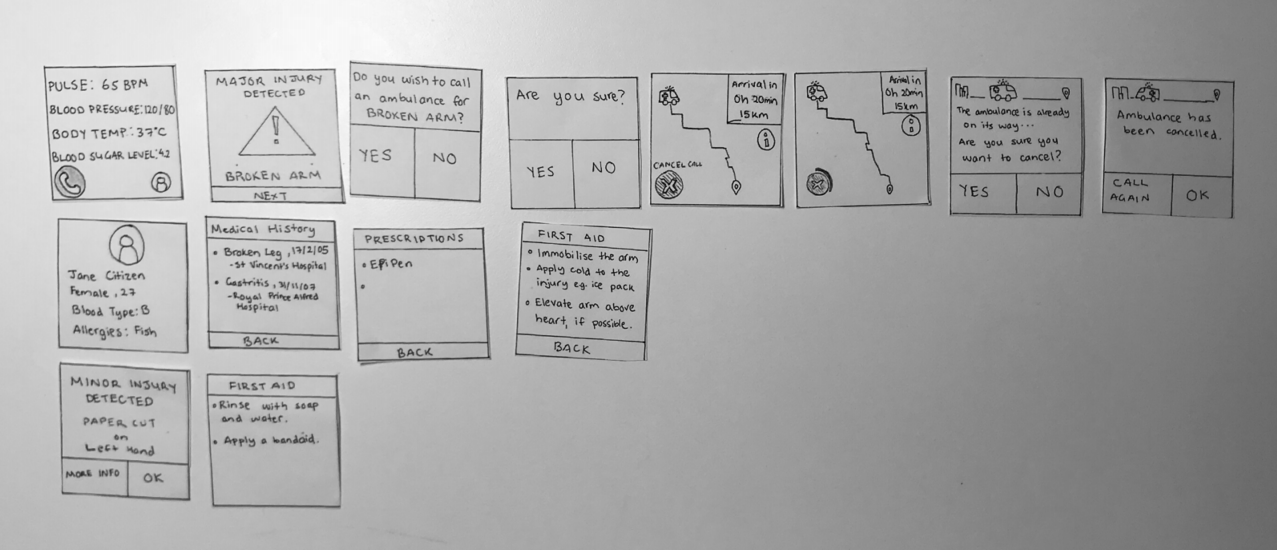 PULSE: 65 BPM
BLOOD PRESSURE:120/80
BODY TEMP: 37°C
BLOOD SUGAR LEVEL:4.2
MAJOR INJURY
DETECTED
!
BROKEN ARM
NEXT
Do you wish to call
an ambulance for
BROKEN ARM?
YES
NO
Are you sure?
YES
NO
Arrival in
0h 20min
15km
i
CANCEL CALL
Arrival in
0h 20min
15km
i
The ambulance is already
on its way...
Are you sure you
want to cancel?
YES
NO
Ambulance has
been cancelled.
CALL
AGAIN
OK
Jane Citizen
Female, 27
Blood Type: B
Allergies: Fish
Medical History
• Broken Leg, 17/2/05
-St Vincent's Hospital
• Gastritis, 31/11/07
-Royal Prince Alfred
Hospital
BACK
PRESCRIPTIONS
• EpiPen
•
BACK
FIRST AID
• Immobilise the arm
• Apply cold to the
injury eg. ice pack
• Elevate arm above
heart, if possible.
BACK
MINOR INJURY
DETECTED
PAPER CUT
on
Left Hand
MORE INFO
OK
FIRST AID
• Rinse with soap
and water.
• Apply a bandaid.